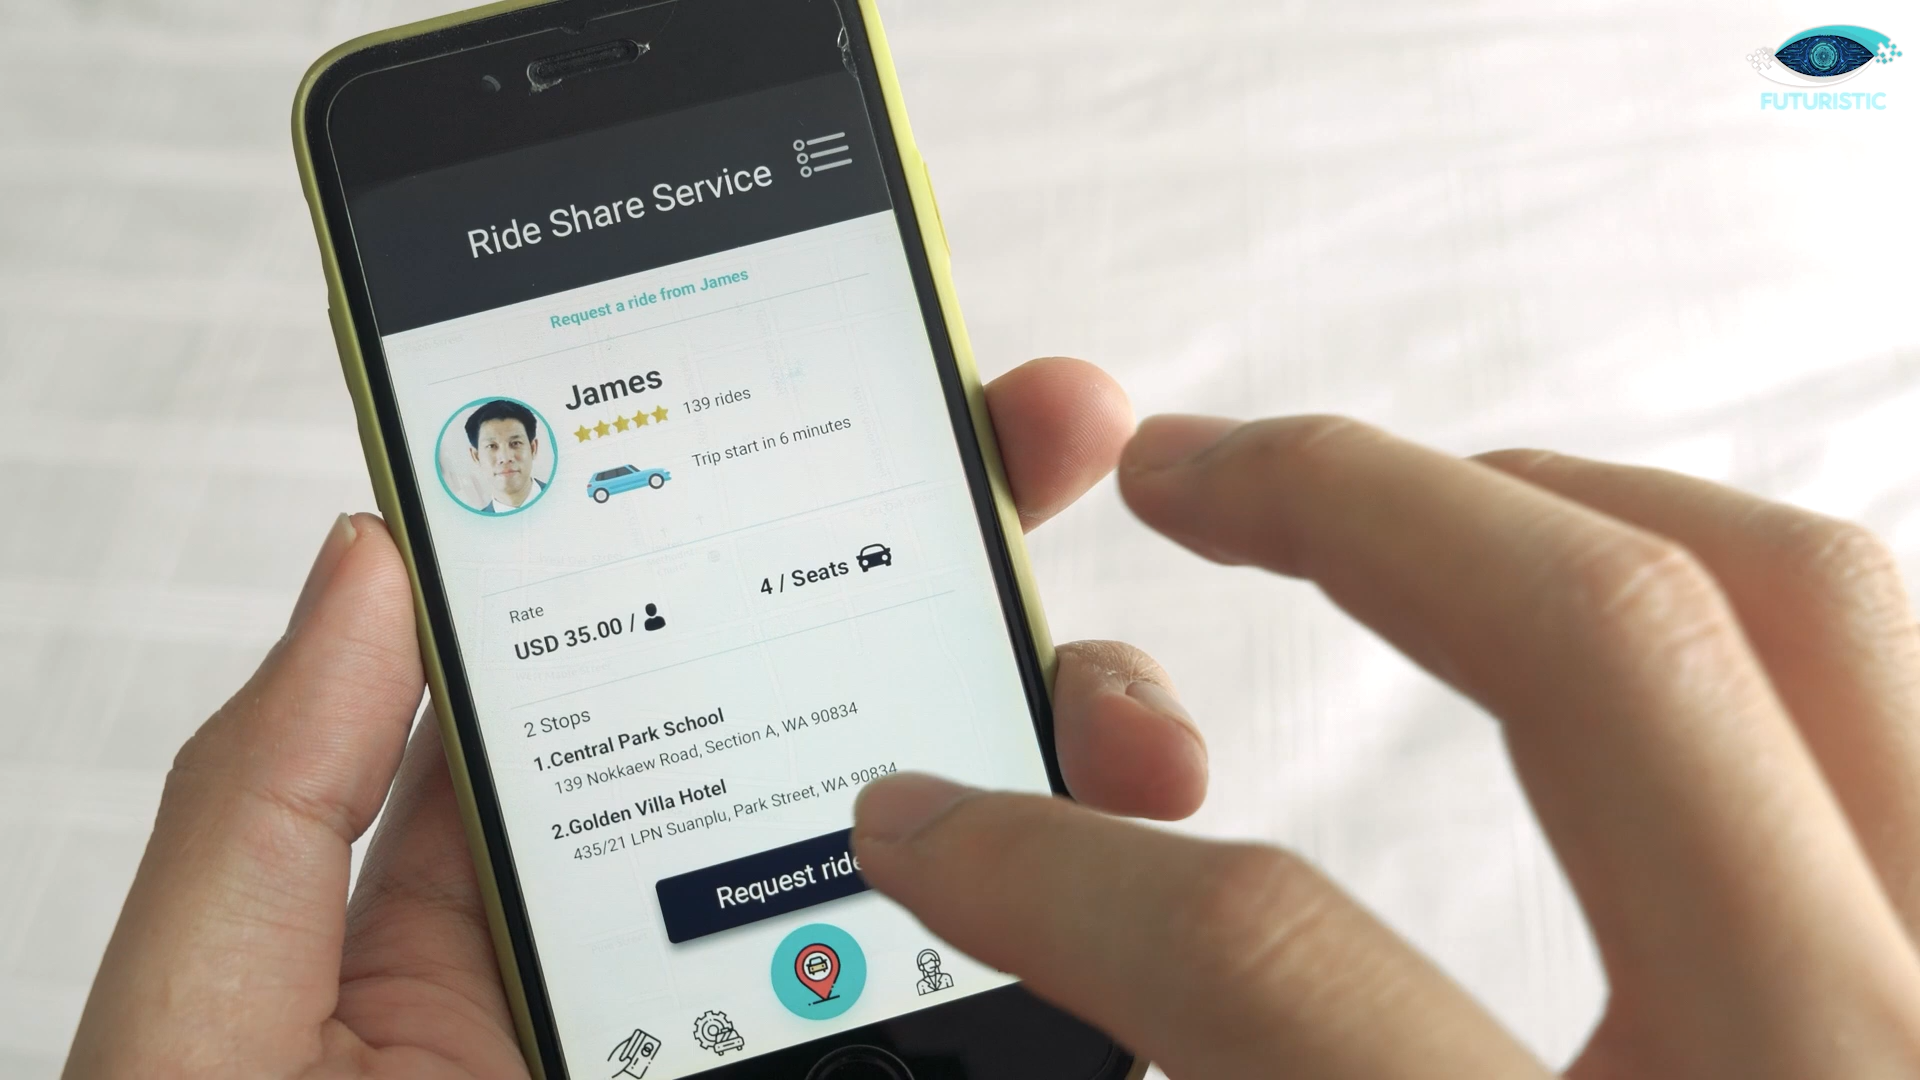 FUTURISTIC
Ride Share Service
Request a ride from James
James
139 rides
Trip start in 6 minutes
Rate
USD 35.00 /
4 / Seats
2 Stops
1.Central Park School
139 Nokkaew Road, Section A, WA 90834
2.Golden Villa Hotel
435/21 LPN Suanplu, Park Street, WA 90834
Request ride